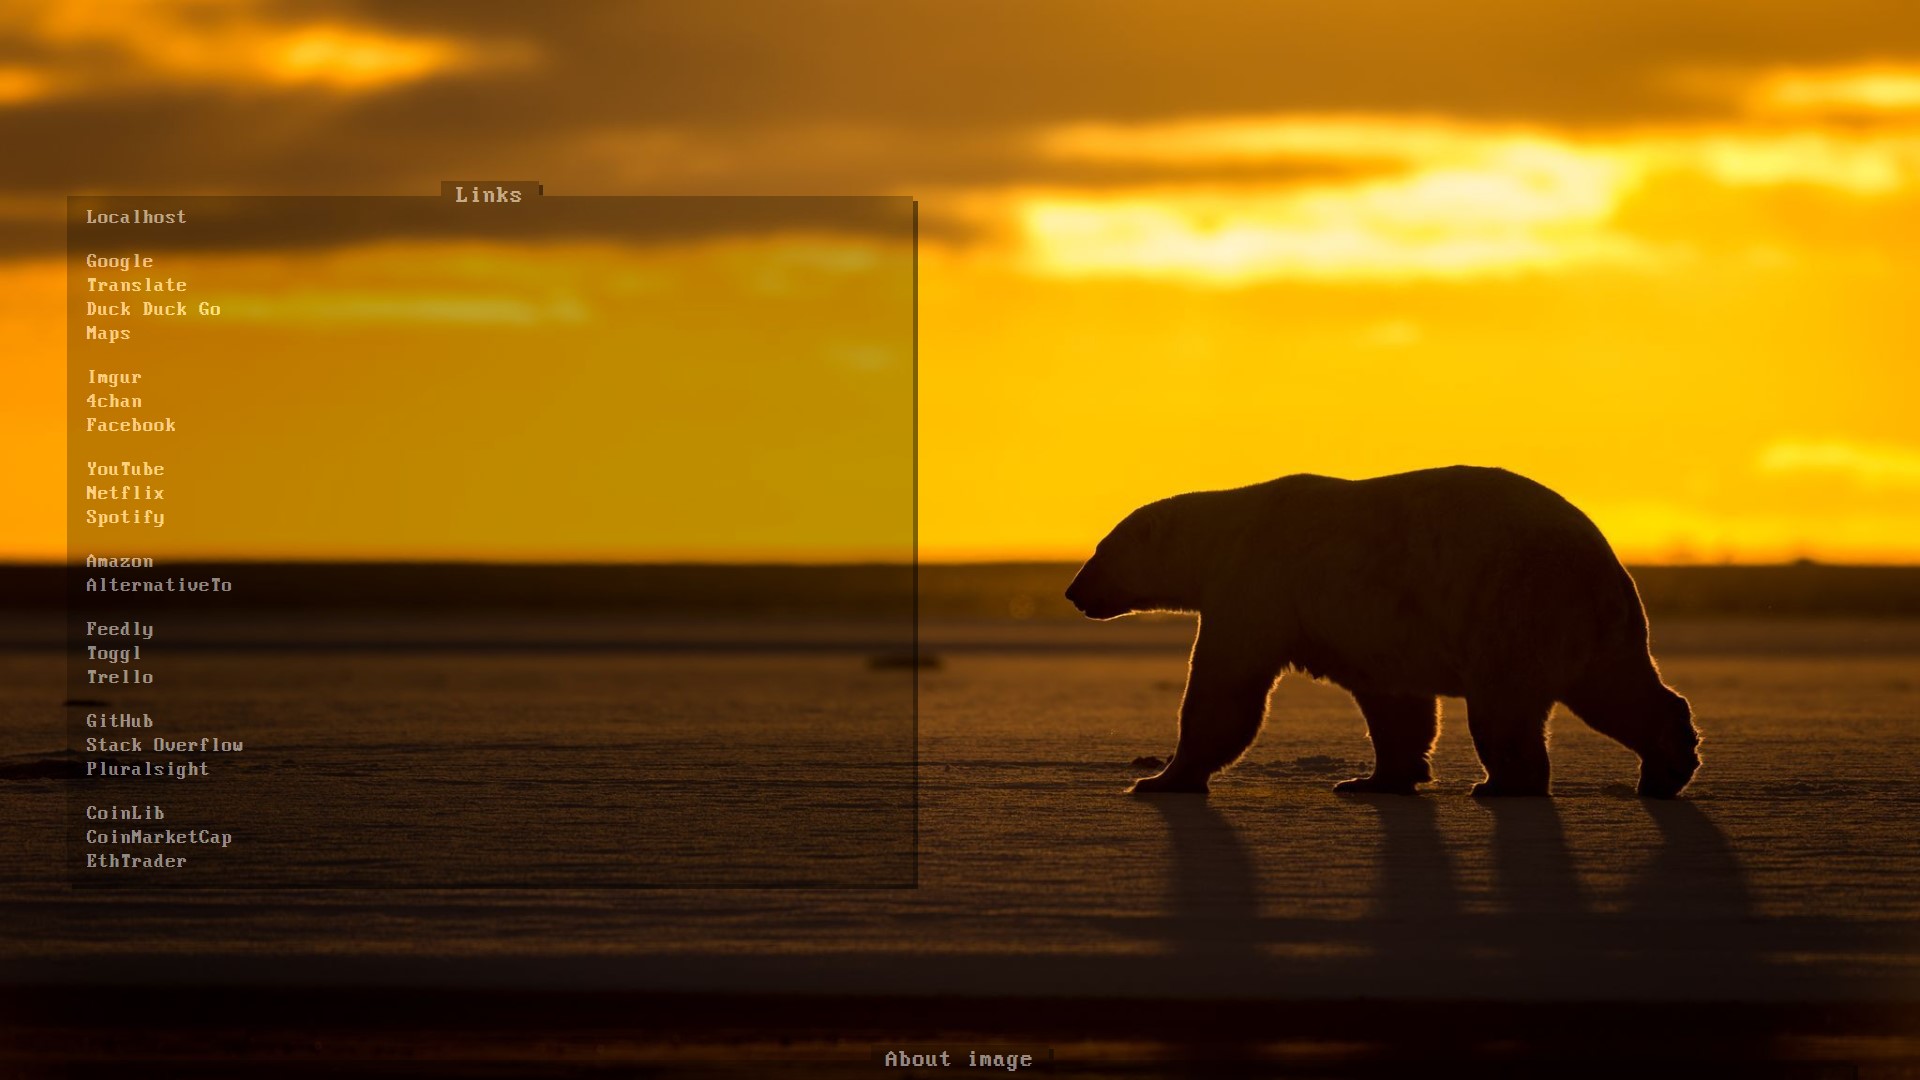 Links
Localhost
Google
Translate
Duck Duck Go
Maps
Imgur
4chan
Facebook
YouTube
Netflix
Spotify
Amazon
AlternativeTo
Feedly
Toggl
Trello
GitHub
Stack Overflow
Pluralsight
CoinLib
CoinMarketCap
EthTrader
About image